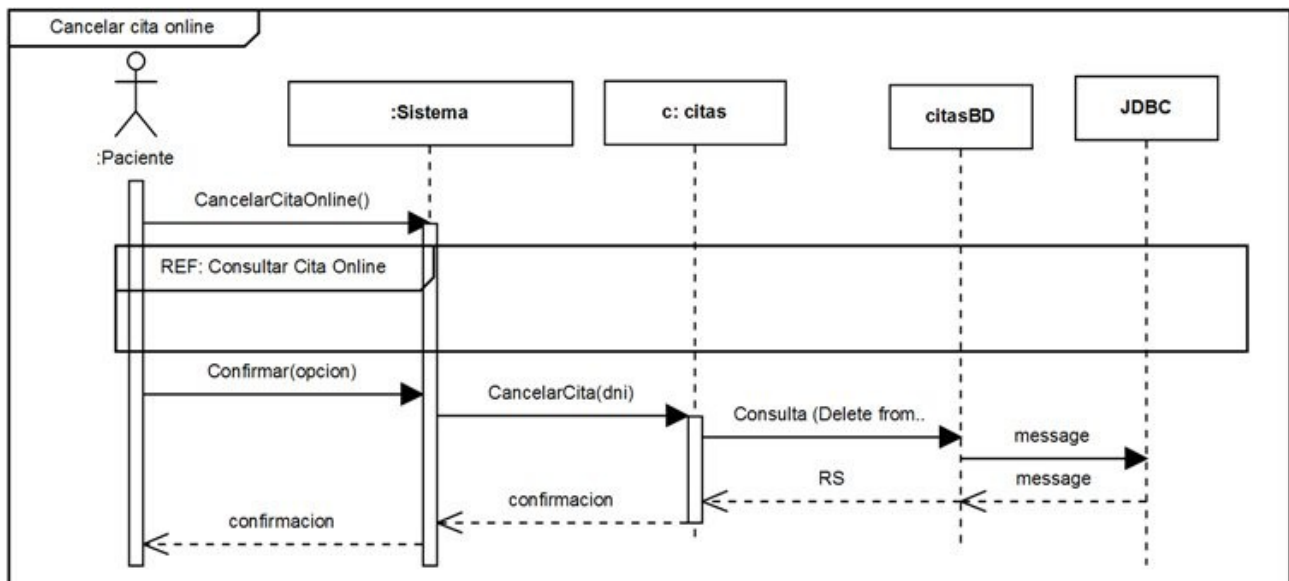 Cancelar cita online
:Paciente
:Sistema
c: citas
citasBD
JDBC
CancelarCitaOnline()
REF: Consultar Cita Online
Confirmar(opcion)
CancelarCita(dni)
Consulta (Delete from..
message
message
RS
confirmacion
confirmacion